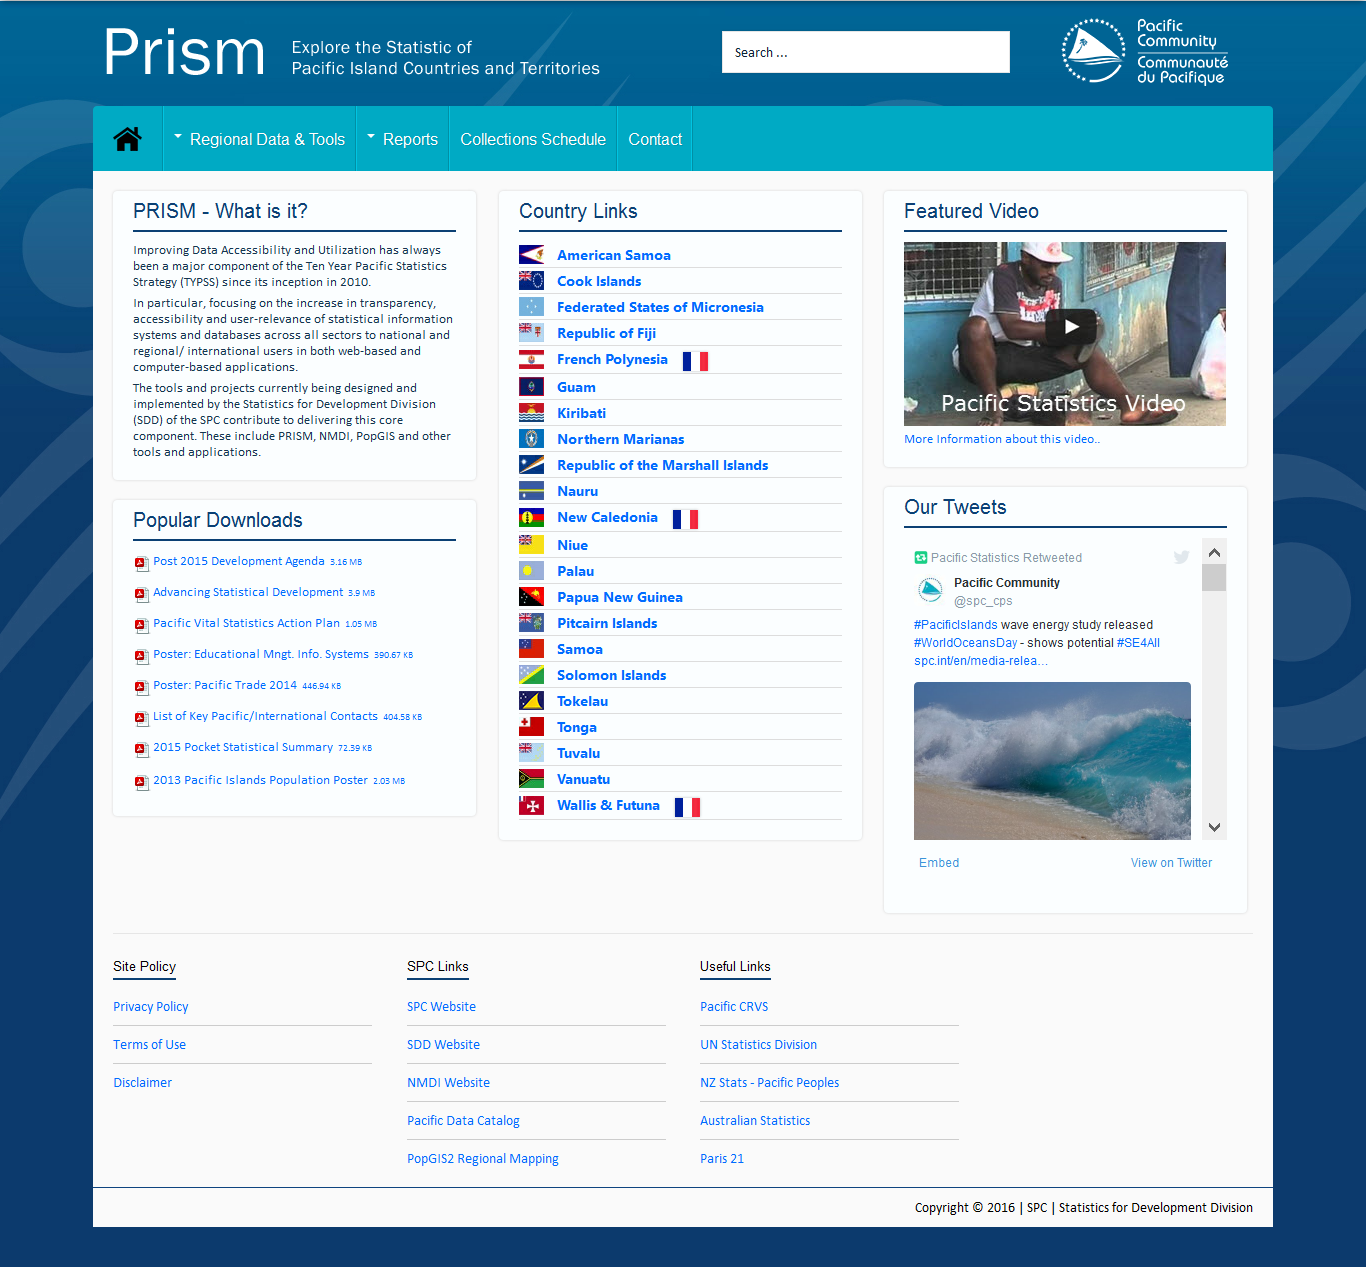 Prism
Explore the Statistic of
Pacific Island Countries and Territories
Search ...
Pacific
Community
Communauté
du Pacifique
Regional Data & Tools
Reports
Collections Schedule
Contact
PRISM - What is it?
Improving Data Accessibility and Utilization has always
been a major component of the Ten Year Pacific Statistics
Strategy (TYPSS) since its inception in 2010.
In particular, focusing on the increase in transparency,
accessibility and user-relevance of statistical information
systems and databases across all sectors to national and
regional/ international users in both web-based and
computer-based applications.
The tools and projects currently being designed and
implemented by the Statistics for Development Division
(SDD) of the SPC contribute to delivering this core
component. These include PRISM, NMDI, PopGIS and other
tools and applications.
Popular Downloads
Post 2015 Development Agenda 3.16 MB
Advancing Statistical Development 3.9 MB
Pacific Vital Statistics Action Plan 1.05 MB
Poster: Educational Mngt. Info. Systems 390.67 KB
Poster: Pacific Trade 2014 446.94 KB
List of Key Pacific/International Contacts 404.58 KB
2015 Pocket Statistical Summary 72.39 KB
2013 Pacific Islands Population Poster 2.03 MB
Country Links
American Samoa
Cook Islands
Federated States of Micronesia
Republic of Fiji
French Polynesia
Guam
Kiribati
Northern Marianas
Republic of the Marshall Islands
Nauru
New Caledonia
Niue
Palau
Papua New Guinea
Pitcairn Islands
Samoa
Solomon Islands
Tokelau
Tonga
Tuvalu
Vanuatu
Wallis & Futuna
Featured Video
Pacific Statistics Video
More Information about this video..
Our Tweets
Pacific Statistics Retweeted
Pacific Community
@spc_cps
#PacificIslands wave energy study released
#WorldOceansDay - shows potential #SE4All
spc.int/en/media-relea...
Embed
View on Twitter
Site Policy
Privacy Policy
Terms of Use
Disclaimer
SPC Links
SPC Website
SDD Website
NMDI Website
Pacific Data Catalog
PopGIS2 Regional Mapping
Useful Links
Pacific CRVS
UN Statistics Division
NZ Stats - Pacific Peoples
Australian Statistics
Paris 21
Copyright © 2016 | SPC | Statistics for Development Division